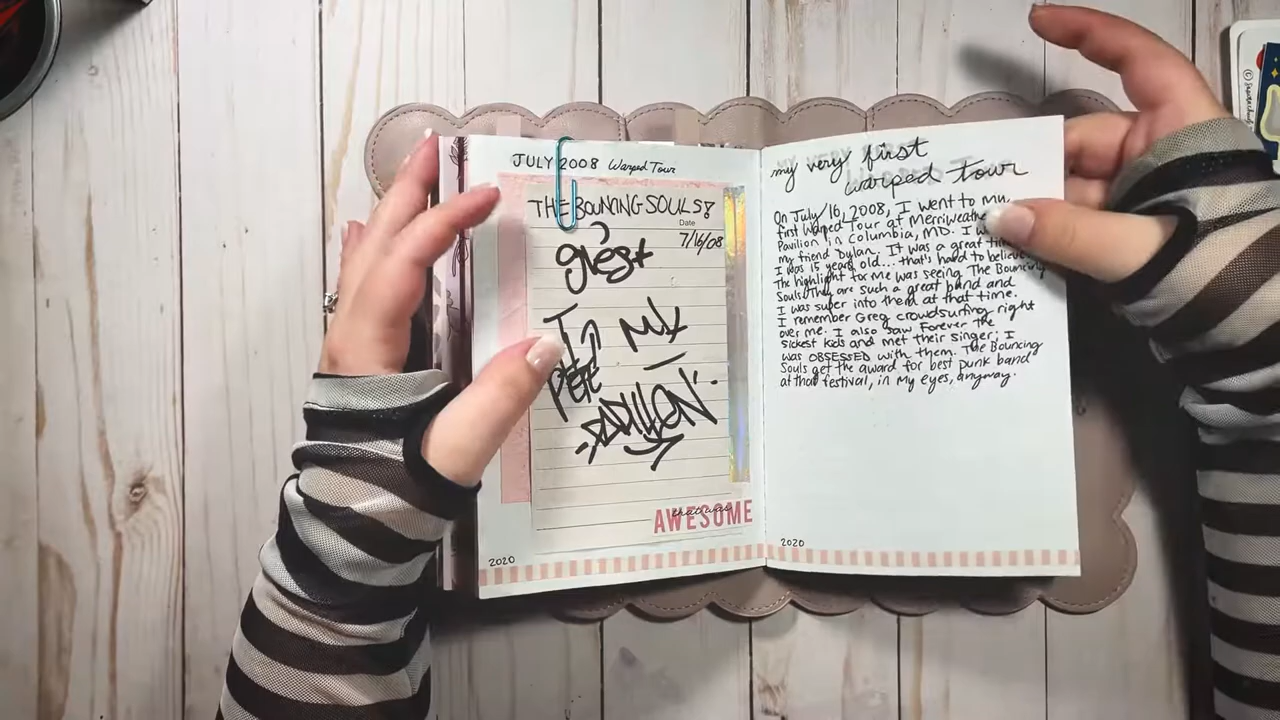 JULY 2008 Warped Tour
THE BOUNCING SOULS!
Date
7/16/08
greg
MY
PETE
AWESOME
that was
2020
my very first
warped tour
On July 16, 2008, I went to my
first Warped Tour at Merriweather
Pavilion in Columbia, MD. I
my friend Dylan. It was a great time
I was 15 years old... that's hard to believe
The highlight for me was seeing The Bouncing
Souls. They are such a great band and
I was super into them at that time.
I remember Greg crowdsurfing right
over me. I also saw Forever The
Sickest Kids and met their singer; I
was OBSESSED with them. The Bouncing
Souls get the award for best punk band
at that festival, in my eyes, anyway.
2020